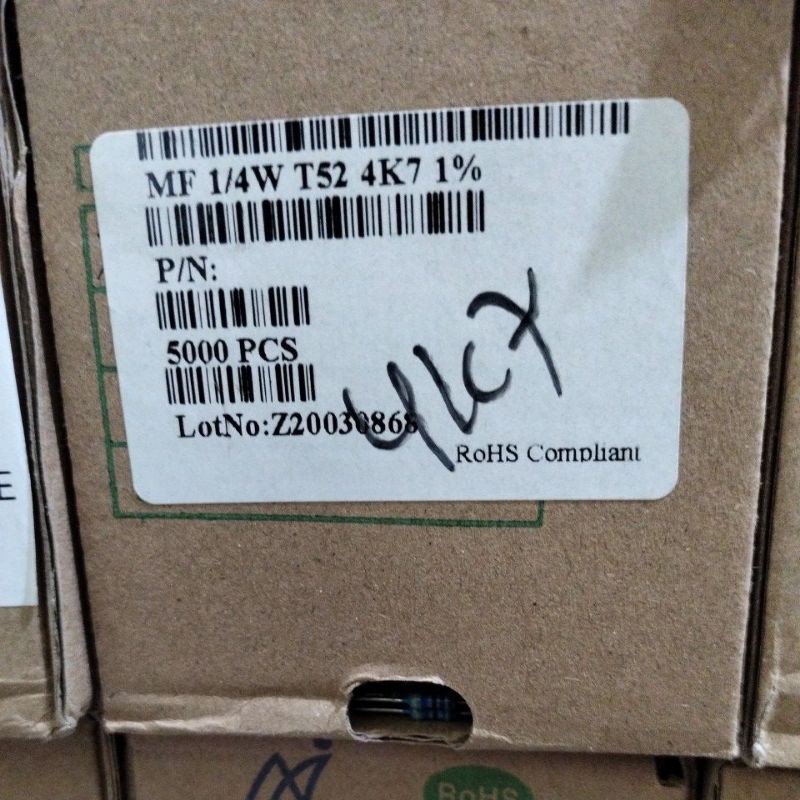 MF 1/4W T52 4K7 1%
P/N:
5000 PCS
LotNo:Z20030868
4K7
RoHS Compliant
E
RoHS